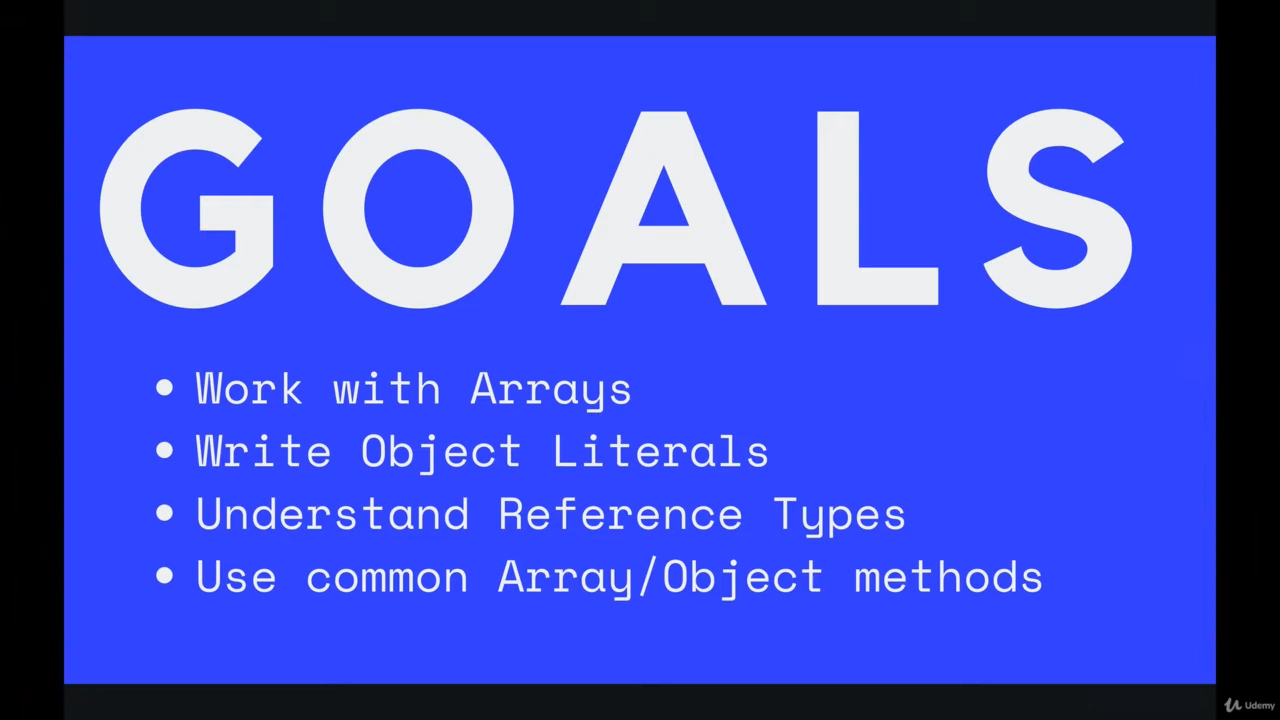 GOALS
• Work with Arrays
• Write Object Literals
• Understand Reference Types
• Use common Array/Object methods
Udemy